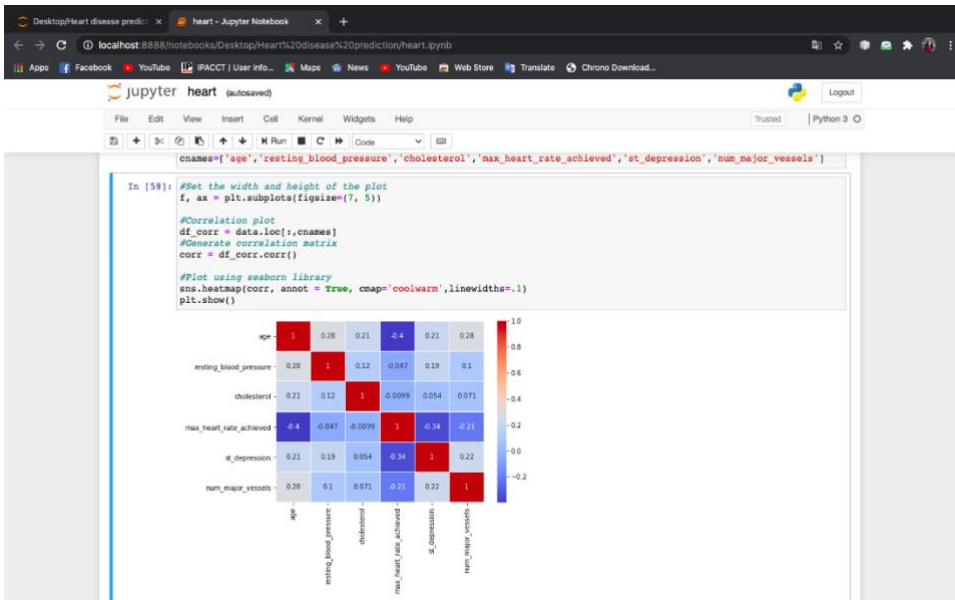 Desktop/Heart disease predic
heart - Jupyter Notebook
localhost:8888/notebooks/Desktop/Heart%20disease%20prediction/heart.ipynb
Apps Facebook YouTube IPACCT | User info... Maps News YouTube Web Store Translate Chrono Download...
jupyter heart (autosaved)
Logout
File Edit View Insert Cell Kernel Widgets Help
Trusted Python 3
Run Code
cnames=['age','resting_blood_pressure','cholesterol','max_heart_rate_achieved','st_depression','num_major_vessels']
In [58]: #Set the width and height of the plot
f, ax = plt.subplots(figsize=(7, 5))
#Correlation plot
df_corr = data.loc[:,cnames]
#Generate correlation matrix
corr = df_corr.corr()
#Plot using seaborn library
sns.heatmap(corr, annot = True, cmap='coolwarm',linewidths=.1)
plt.show()
age 1 0.28 0.21 -0.4 0.21 0.28
resting_blood_pressure 0.28 1 0.12 -0.047 0.19 0.1
cholesterol 0.21 0.12 1 -0.0099 0.054 0.071
max_heart_rate_achieved -0.4 -0.047 -0.0099 1 -0.34 -0.21
st_depression 0.21 0.19 0.054 -0.34 1 0.22
num_major_vessels 0.28 0.1 0.071 -0.21 0.22 1
age
resting_blood_pressure
cholesterol
max_heart_rate_achieved
st_depression
num_major_vessels
1.0
0.8
0.6
0.4
0.2
0.0
-0.2